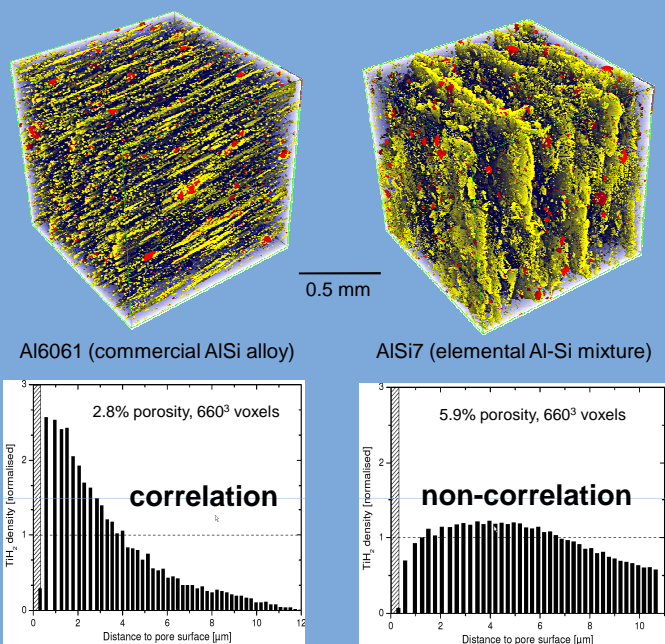 0.5 mm
Al6061 (commercial AlSi alloy)
AlSi7 (elemental Al-Si mixture)
3
2.8% porosity, 660³ voxels
2
correlation
1
0
0 2 4 6 8 10 12
TiH₂ density [normalised]
Distance to pore surface [µm]
3
5.9% porosity, 660³ voxels
2
non-correlation
1
0
0 2 4 6 8 10
TiH₂ density [normalised]
Distance to pore surface [µm]